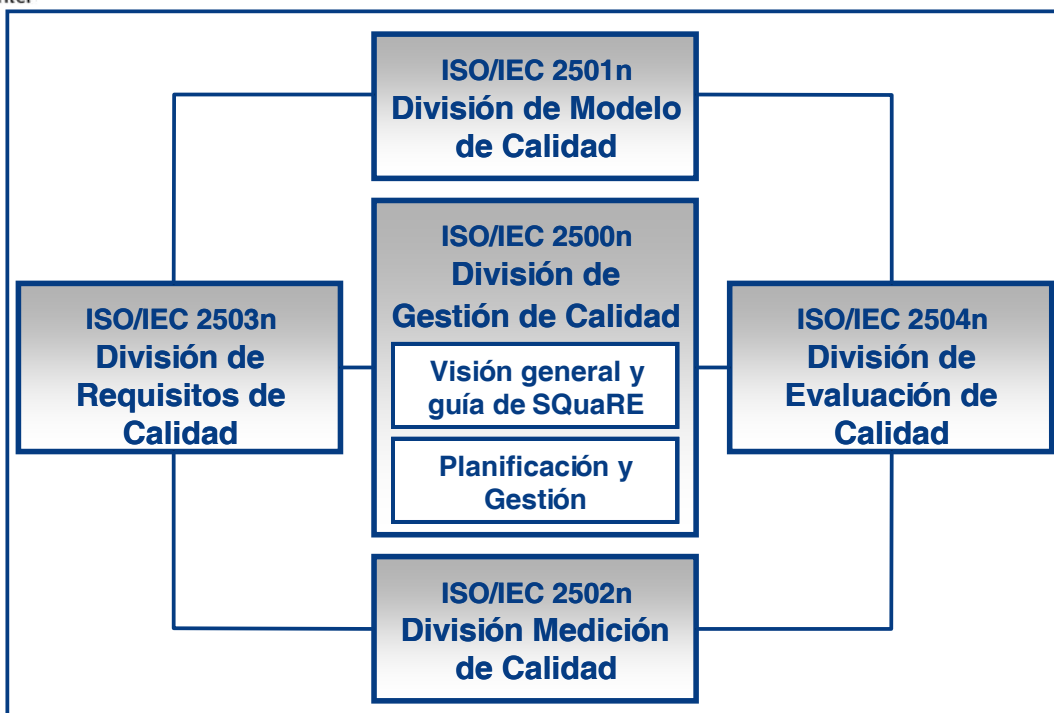 ISO/IEC 2501n
División de Modelo
de Calidad
ISO/IEC 2500n
División de
Gestión de Calidad
Visión general y
guía de SQuaRE
Planificación y
Gestión
ISO/IEC 2503n
División de
Requisitos de
Calidad
ISO/IEC 2504n
División de
Evaluación de
Calidad
ISO/IEC 2502n
División Medición
de Calidad